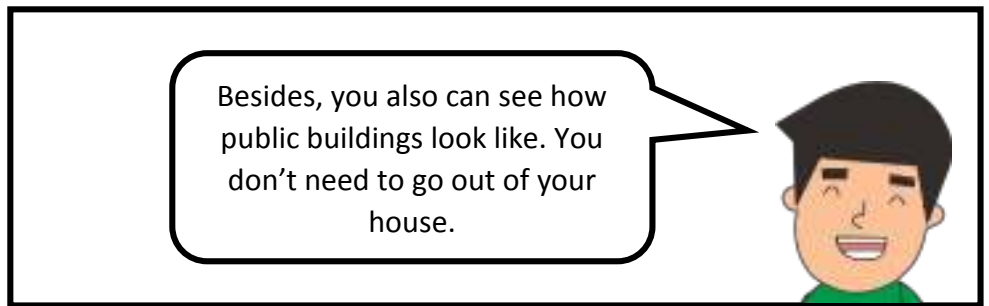 Besides, you also can see how
public buildings look like. You
don’t need to go out of your
house.